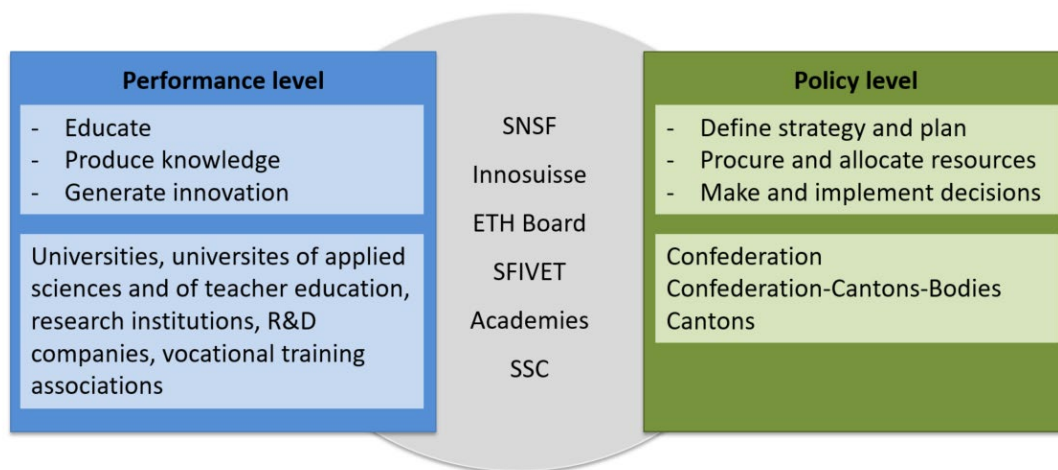 Performance level
- Educate
- Produce knowledge
- Generate innovation
Universities, universites of applied
sciences and of teacher education,
research institutions, R&D
companies, vocational training
associations
SNSF
Innosuisse
ETH Board
SFIVET
Academies
SSC
Policy level
- Define strategy and plan
- Procure and allocate resources
- Make and implement decisions
Confederation
Confederation-Cantons-Bodies
Cantons